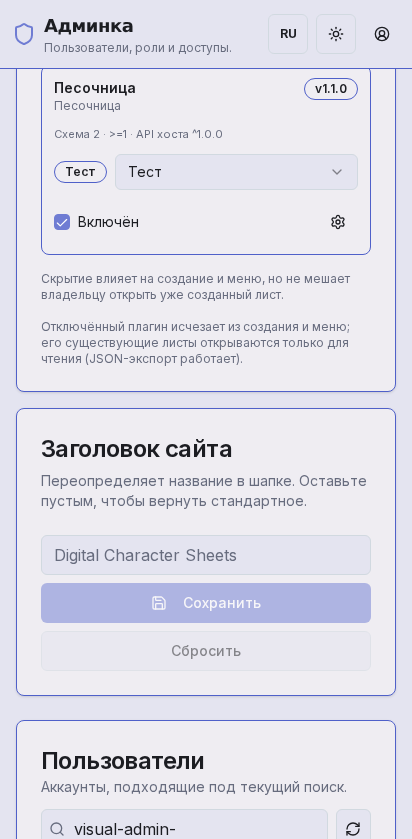 Админка
Пользователи, роли и доступы.
RU
Песочница
v1.1.0
Песочница
Схема 2 · >=1 · API хоста ^1.0.0
Тест
Тест
Включён
Скрытие влияет на создание и меню, но не мешает
владельцу открыть уже созданный лист.
Отключённый плагин исчезает из создания и меню;
его существующие листы открываются только для
чтения (JSON-экспорт работает).
Заголовок сайта
Переопределяет название в шапке. Оставьте
пустым, чтобы вернуть стандартное.
Digital Character Sheets
Сохранить
Сбросить
Пользователи
Аккаунты, подходящие под текущий поиск.
visual-admin-